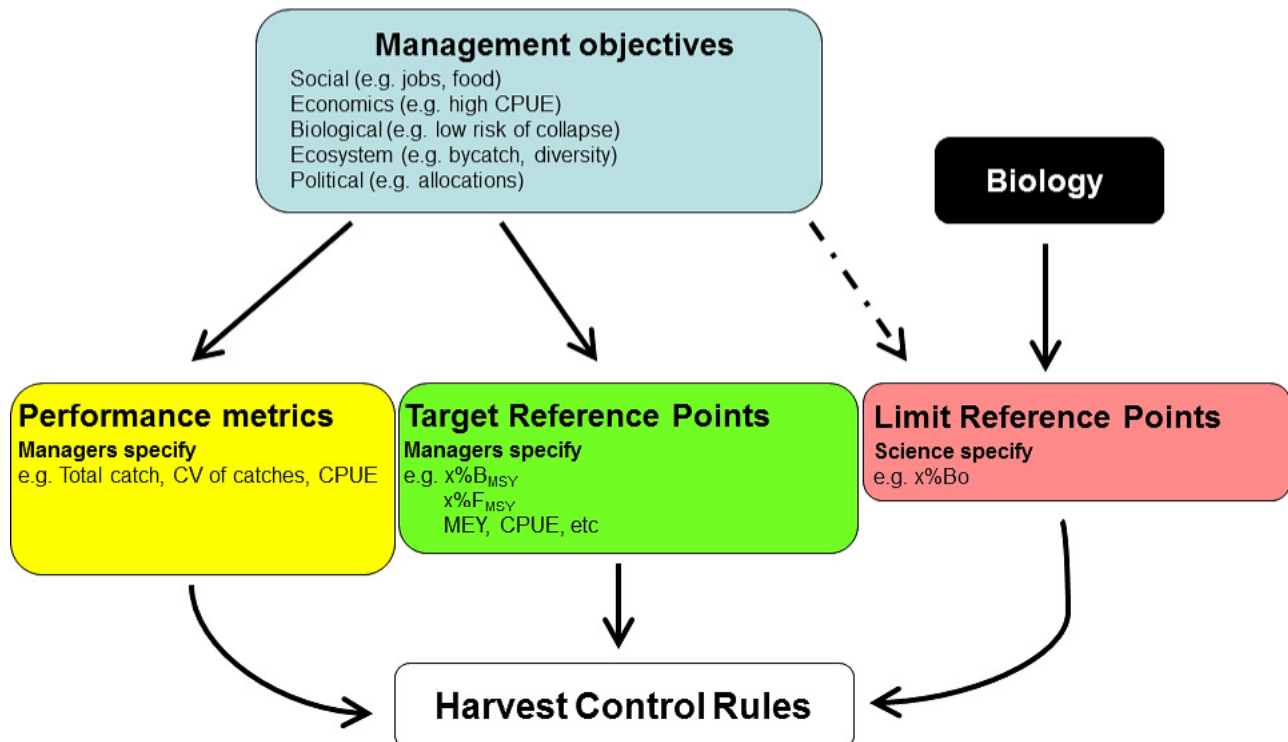 Management objectives
Social (e.g. jobs, food)
Economics (e.g. high CPUE)
Biological (e.g. low risk of collapse)
Ecosystem (e.g. bycatch, diversity)
Political (e.g. allocations)
Biology
Performance metrics
Managers specify
e.g. Total catch, CV of catches, CPUE
Target Reference Points
Managers specify
e.g. x%BMSY
x%FMSY
MEY, CPUE, etc
Limit Reference Points
Science specify
e.g. x%Bo
Harvest Control Rules